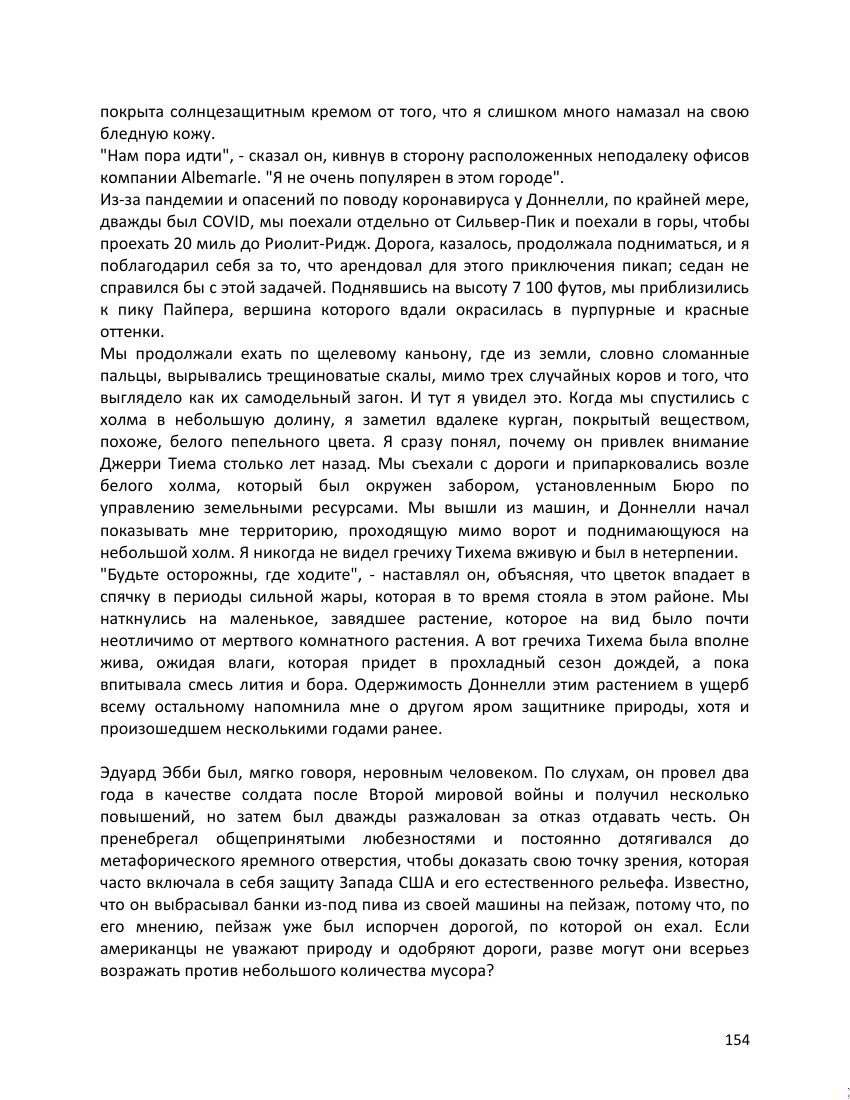 покрыта солнцезащитным кремом от того, что я слишком много намазал на свою
бледную кожу.
"Нам пора идти", - сказал он, кивнув в сторону расположенных неподалеку офисов
компании Albemarle. "Я не очень популярен в этом городе".
Из-за пандемии и опасений по поводу коронавируса у Доннелли, по крайней мере,
дважды был COVID, мы поехали отдельно от Сильвер-Пик и поехали в горы, чтобы
проехать 20 миль до Риолит-Ридж. Дорога, казалось, продолжала подниматься, и я
поблагодарил себя за то, что арендовал для этого приключения пикап; седан не
справился бы с этой задачей. Поднявшись на высоту 7 100 футов, мы приблизились
к пику Пайпера, вершина которого вдали окрасилась в пурпурные и красные
оттенки.
Мы продолжали ехать по щелевому каньону, где из земли, словно сломанные
пальцы, вырывались трещиноватые скалы, мимо трех случайных коров и того, что
выглядело как их самодельный загон. И тут я увидел это. Когда мы спустились с
холма в небольшую долину, я заметил вдалеке курган, покрытый веществом,
похоже, белого пепельного цвета. Я сразу понял, почему он привлек внимание
Джерри Тиема столько лет назад. Мы съехали с дороги и припарковались возле
белого холма, который был окружен забором, установленным Бюро по
управлению земельными ресурсами. Мы вышли из машин, и Доннелли начал
показывать мне территорию, проходящую мимо ворот и поднимающуюся на
небольшой холм. Я никогда не видел гречиху Тихема вживую и был в нетерпении.
"Будьте осторожны, где ходите", - наставлял он, объясняя, что цветок впадает в
спячку в периоды сильной жары, которая в то время стояла в этом районе. Мы
наткнулись на маленькое, завядшее растение, которое на вид было почти
неотличимо от мертвого комнатного растения. А вот гречиха Тихема была вполне
жива, ожидая влаги, которая придет в прохладный сезон дождей, а пока
впитывала смесь лития и бора. Одержимость Доннелли этим растением в ущерб
всему остальному напомнила мне о другом яром защитнике природы, хотя и
произошедшем несколькими годами ранее.
Эдуард Эбби был, мягко говоря, неровным человеком. По слухам, он провел два
года в качестве солдата после Второй мировой войны и получил несколько
повышений, но затем был дважды разжалован за отказ отдавать честь. Он
пренебрегал общепринятыми любезностями и постоянно дотягивался до
метафорического яремного отверстия, чтобы доказать свою точку зрения, которая
часто включала в себя защиту Запада США и его естественного рельефа. Известно,
что он выбрасывал банки из-под пива из своей машины на пейзаж, потому что, по
его мнению, пейзаж уже был испорчен дорогой, по которой он ехал. Если
американцы не уважают природу и одобряют дороги, разве могут они всерьез
возражать против небольшого количества мусора?
154